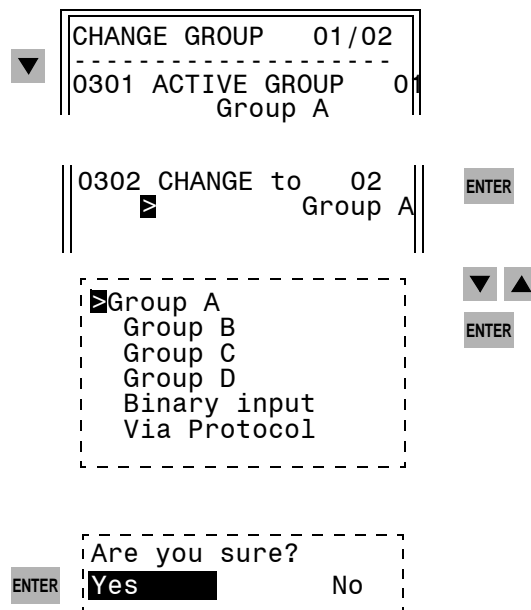 CHANGE GROUP 01/02
--------------------
0301 ACTIVE GROUP 01
Group A
0302 CHANGE to 02
> Group A
ENTER
>Group A
Group B
Group C
Group D
Binary input
Via Protocol
ENTER
Are you sure?
ENTER
Yes No